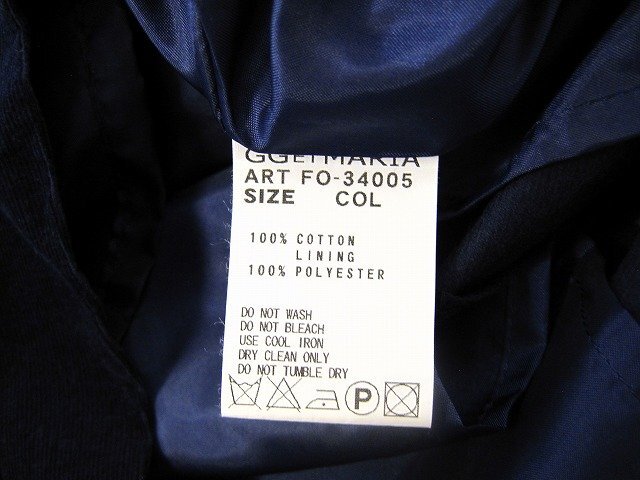 GGETMARIA
ART FO-34005
SIZE COL
100% COTTON
LINING
100% POLYESTER
DO NOT WASH
DO NOT BLEACH
USE COOL IRON
DRY CLEAN ONLY
DO NOT TUMBLE DRY
P